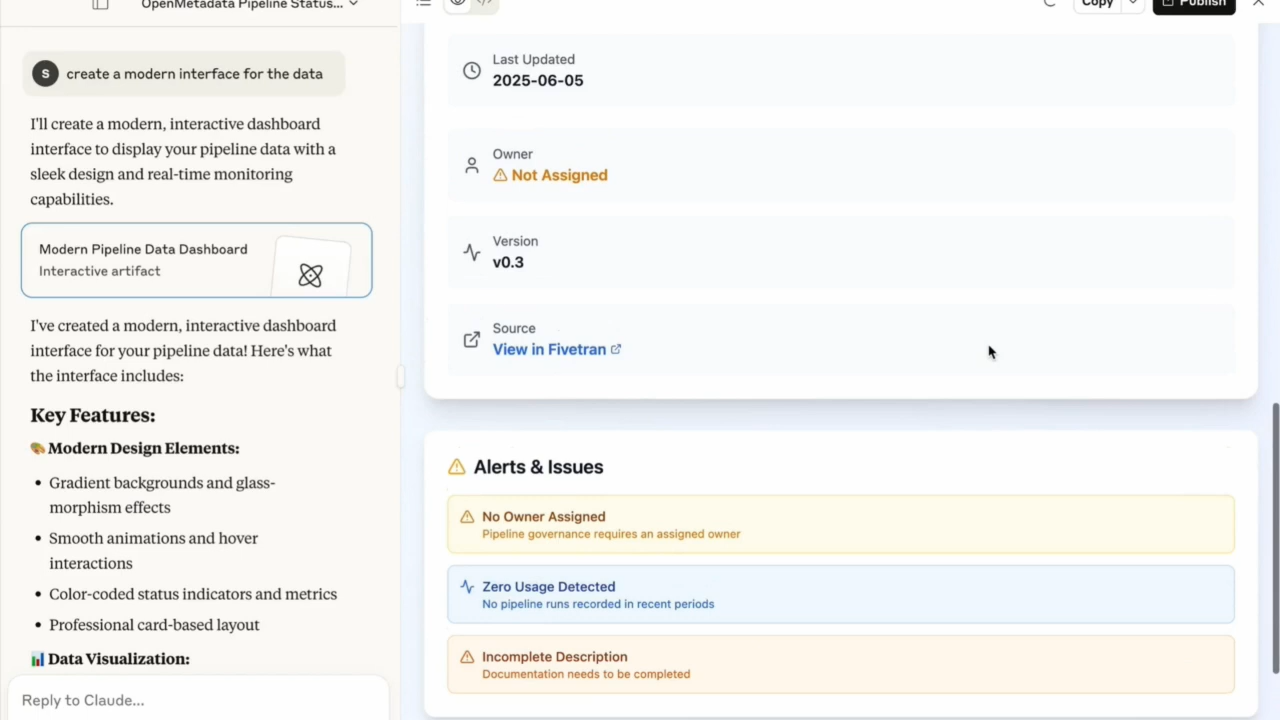 OpenMetadata Pipeline Status...
Copy
Publish
S
create a modern interface for the data
I'll create a modern, interactive dashboard
interface to display your pipeline data with a
sleek design and real-time monitoring
capabilities.
Modern Pipeline Data Dashboard
Interactive artifact
I've created a modern, interactive dashboard
interface for your pipeline data! Here's what
the interface includes:
Key Features:
🎨 Modern Design Elements:
• Gradient backgrounds and glass-
morphism effects
• Smooth animations and hover
interactions
• Color-coded status indicators and metrics
• Professional card-based layout
📊 Data Visualization:
Reply to Claude...
Last Updated
2025-06-05
Owner
Not Assigned
Version
v0.3
Source
View in Fivetran
Alerts & Issues
No Owner Assigned
Pipeline governance requires an assigned owner
Zero Usage Detected
No pipeline runs recorded in recent periods
Incomplete Description
Documentation needs to be completed